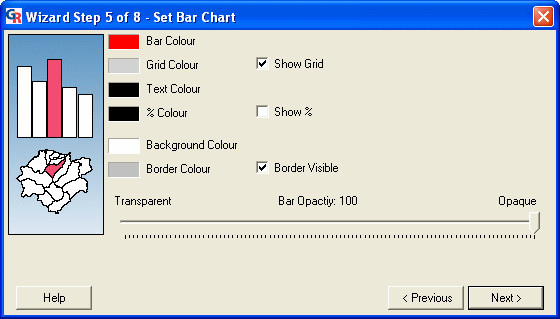 GR Wizard Step 5 of 8 - Set Bar Chart
Bar Colour
Grid Colour Show Grid
Text Colour
% Colour Show %
Background Colour
Border Colour Border Visible
Transparent Bar Opactiy: 100 Opaque
Help < Previous Next >